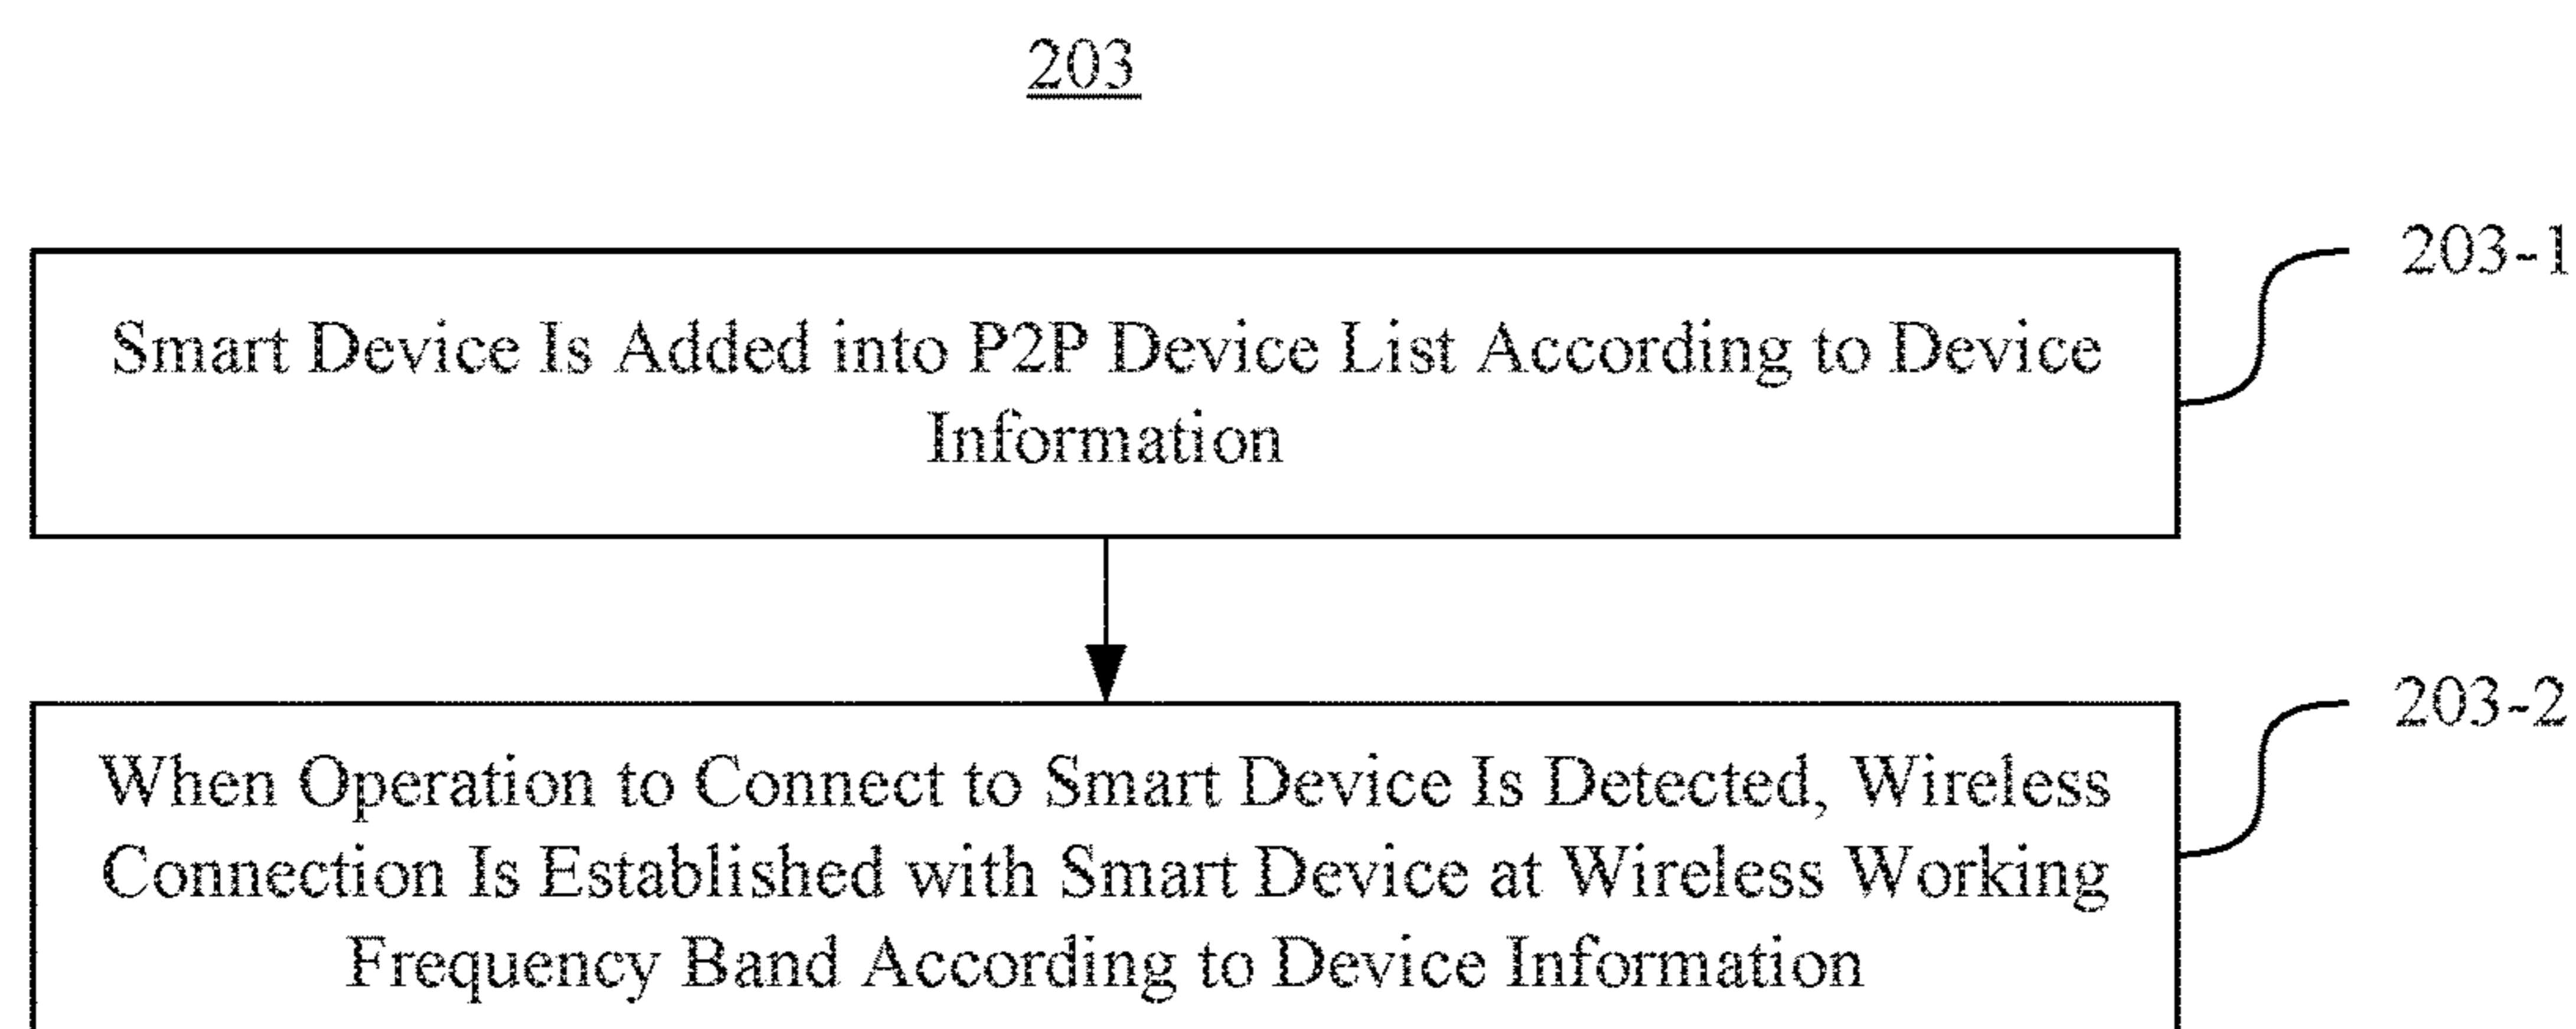 203
203-1
Smart Device Is Added into P2P Device List According to Device
Information
203-2
When Operation to Connect to Smart Device Is Detected, Wireless
Connection Is Established with Smart Device at Wireless Working
Frequency Band According to Device Information